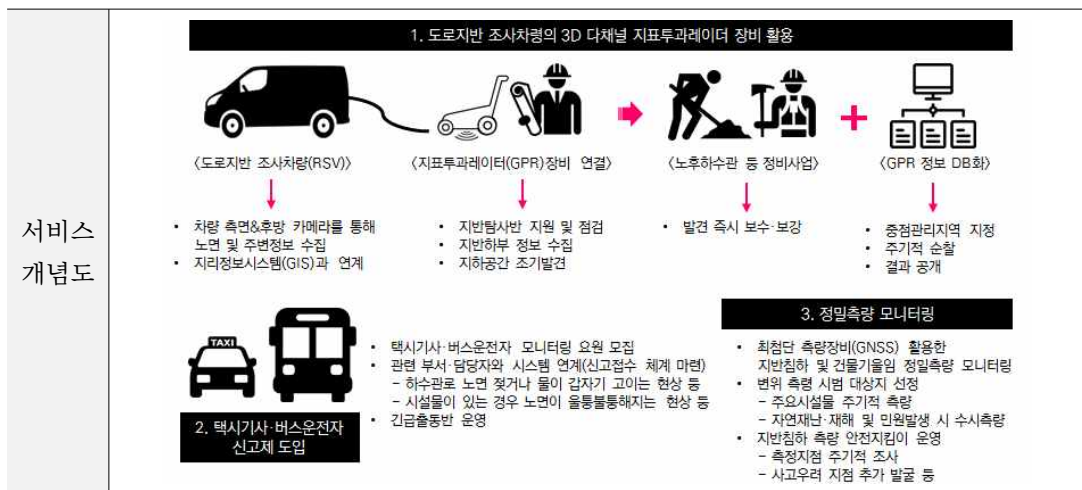 서비스
개념도
1. 도로지반 조사차령의 3D 다채널 지표투과레이더 장비 활용
〈도로지반 조사차량(RSV)〉
〈지표투과레이터(GPR)장비 연결〉
〈노후하수관 등 정비사업〉
〈GPR 정보 DB화〉
• 차량 측면&후방 카메라를 통해
노면 및 주변정보 수집
• 지리정보시스템(GIS)과 연계
• 지반탐사반 지원 및 점검
• 지반하부 정보 수집
• 지하공간 조기발견
• 발견 즉시 보수·보강
• 중점관리지역 지정
• 주기적 순찰
• 결과 공개
TAXI
2. 택시기사·버스운전자
신고제 도입
• 택시기사·버스운전자 모니터링 요원 모집
• 관련 부서·담당자와 시스템 연계(신고접수 체계 마련)
- 하수관로 노면 젖거나 물이 갑자기 고이는 현상 등
- 시설물이 있는 경우 노면이 울퉁불퉁해지는 현상 등
• 긴급출동반 운영
3. 정밀측량 모니터링
• 최첨단 측량장비(GNSS) 활용한
지반침하 및 건물기울임 정밀측량 모니터링
• 변위 측령 시범 대상지 선정
- 주요시설물 주기적 측량
- 자연재난·재해 및 민원발생 시 수시측량
• 지반침하 측량 안전지킴이 운영
- 측정지점 주기적 조사
- 사고우려 지점 추가 발굴 등